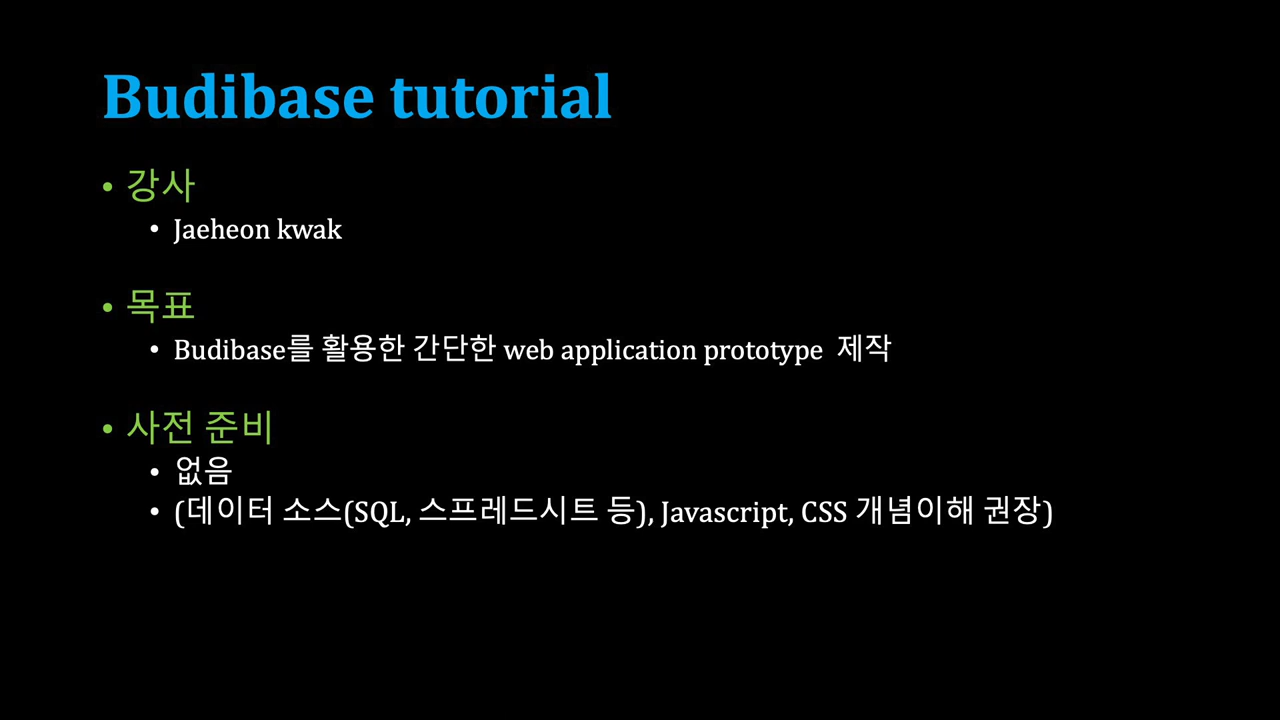 Budibase tutorial
• 강사
• Jaeheon kwak
• 목표
• Budibase를 활용한 간단한 web application prototype 제작
• 사전 준비
• 없음
• (데이터 소스(SQL, 스프레드시트 등), Javascript, CSS 개념이해 권장)